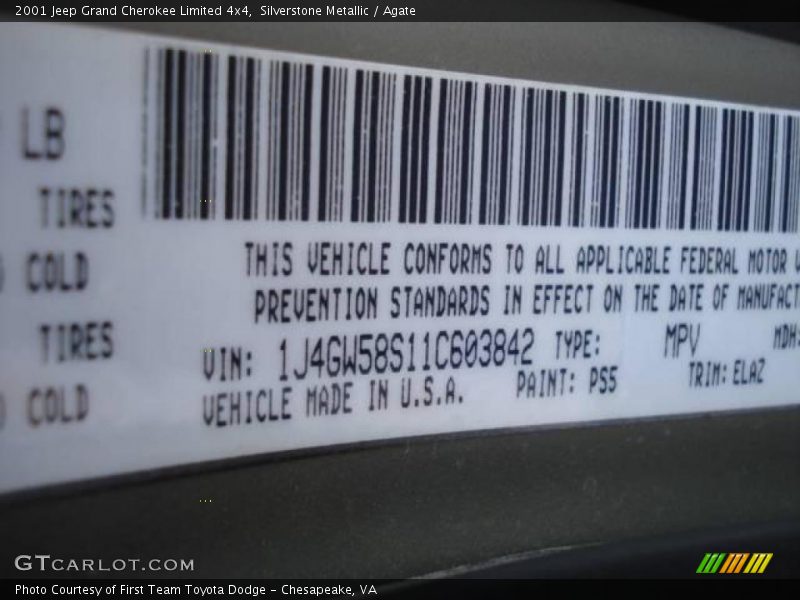 2001 Jeep Grand Cherokee Limited 4x4, Silverstone Metallic / Agate
LB
TIRES
COLD
TIRES
COLD
THIS VEHICLE CONFORMS TO ALL APPLICABLE FEDERAL MOTOR
PREVENTION STANDARDS IN EFFECT ON THE DATE OF MANUFACT
VIN: 1J4GW58S11C603842 TYPE: MPV MDH:
VEHICLE MADE IN U.S.A. PAINT: PS5 TRIM: ELAZ
GTCARLOT.COM
Photo Courtesy of First Team Toyota Dodge - Chesapeake, VA